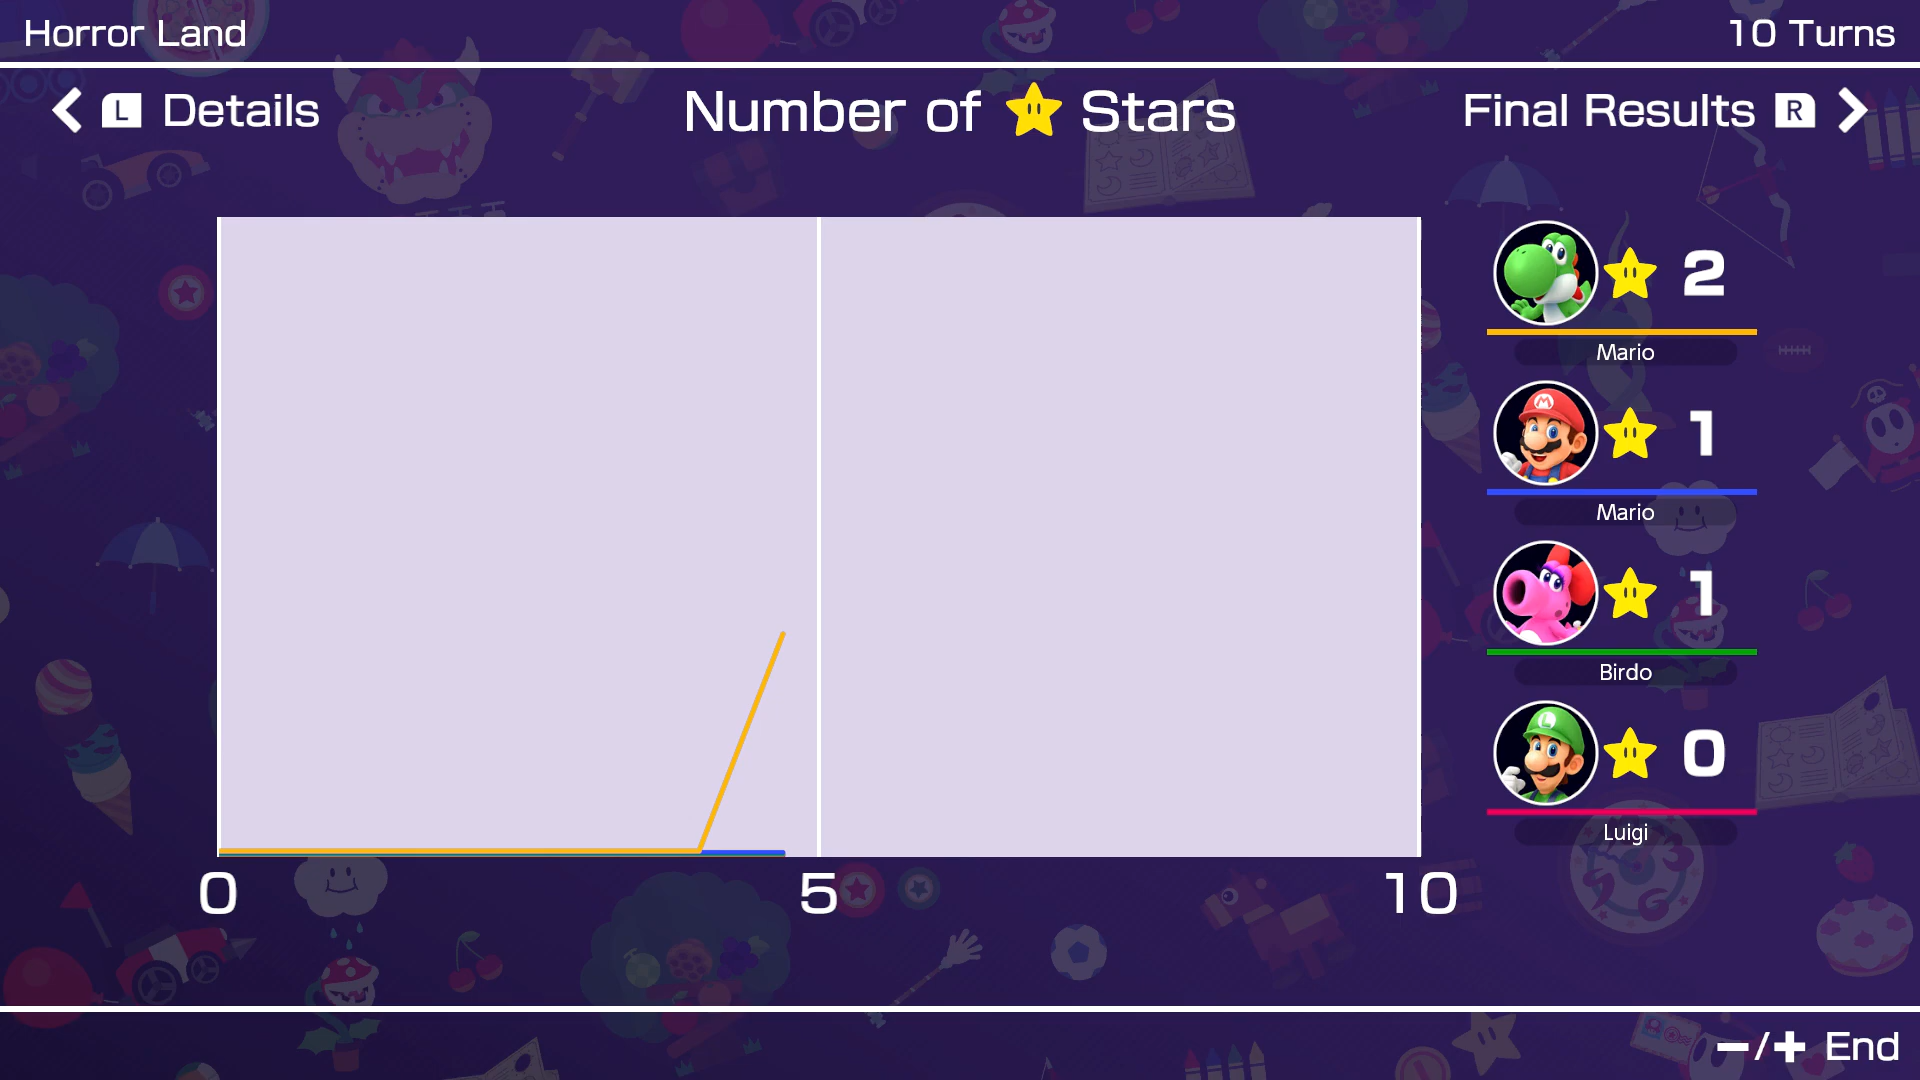 Horror Land
10 Turns
L Details
Number of Stars
Final Results R
2
Mario
1
Mario
1
Birdo
0
Luigi
0 5 10
-/+ End